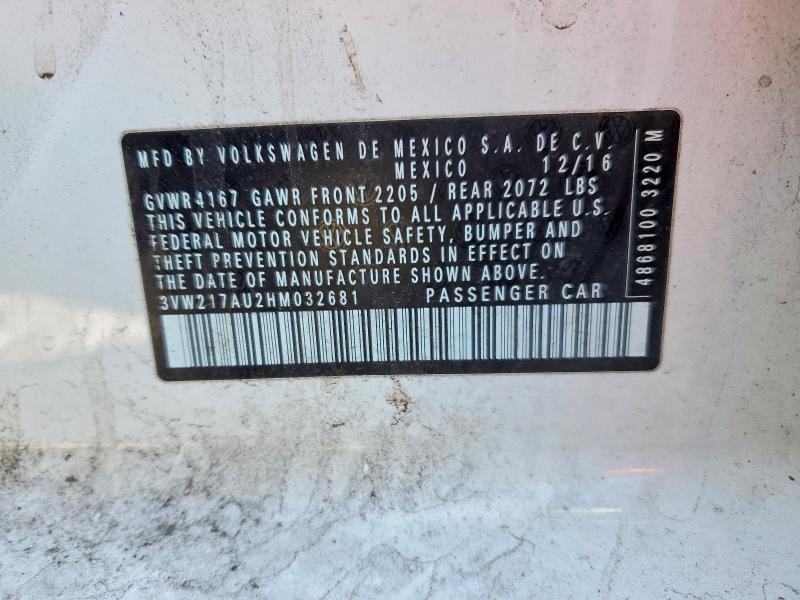 MFD BY VOLKSWAGEN DE MEXICO S.A. DE C.V.
MEXICO 12/16
GVWR 4167 GAWR FRONT 2205 / REAR 2072 LBS
THIS VEHICLE CONFORMS TO ALL APPLICABLE U.S.
FEDERAL MOTOR VEHICLE SAFETY, BUMPER AND
THEFT PREVENTION STANDARDS IN EFFECT ON
THE DATE OF MANUFACTURE SHOWN ABOVE.
3VW217AU2HM032681 PASSENGER CAR
4868100 3220 M